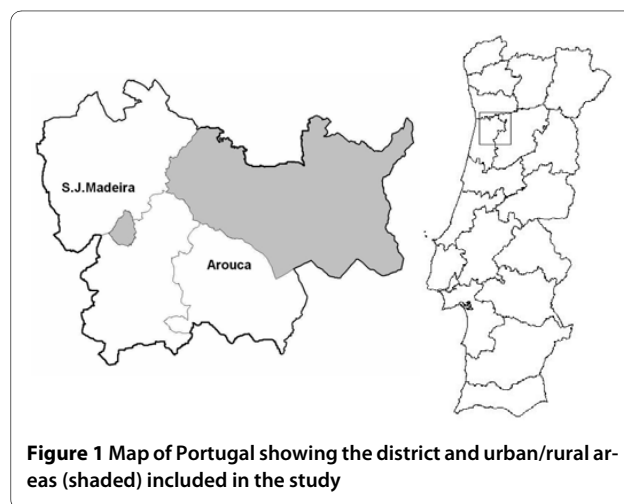 S.J.Madeira
Arouca
Figure 1 Map of Portugal showing the district and urban/rural ar-
eas (shaded) included in the study